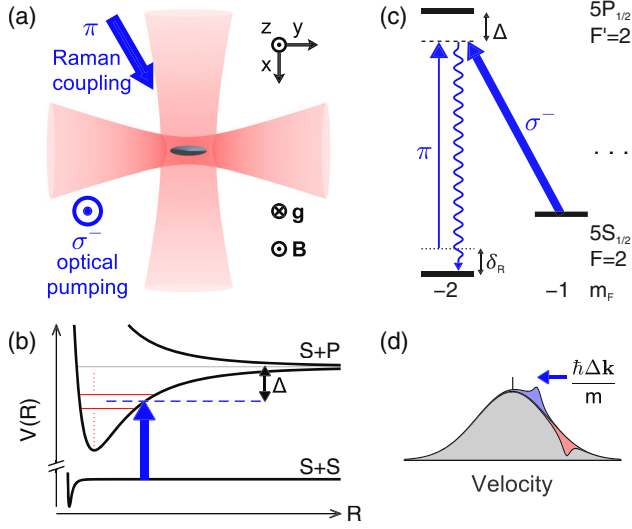 (a)
π
Raman
coupling
z
y
x
σ⁻
optical
pumping
g
B
(b)
V(R)
S+P
Δ
S+S
R
(c)
5P1/2
F'=2
Δ
π
σ⁻
. . .
5S1/2
F=2
δR
−2
−1
mF
(d)
ħΔk
m
Velocity